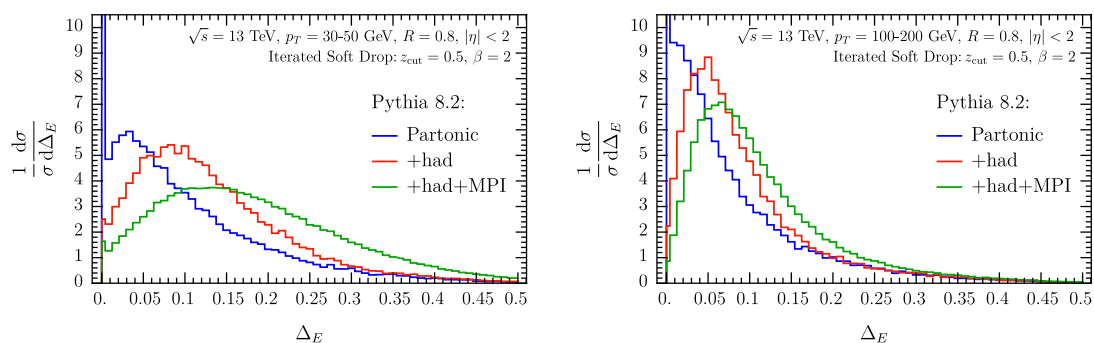 √s = 13 TeV, p_T = 30-50 GeV, R = 0.8, |η| < 2
Iterated Soft Drop: z_cut = 0.5, β = 2
Pythia 8.2:
Partonic
+had
+had+MPI
1/σ dσ/dΔ_E
10
9
8
7
6
5
4
3
2
1
0
0. 0.05 0.1 0.15 0.2 0.25 0.3 0.35 0.4 0.45 0.5
Δ_E
√s = 13 TeV, p_T = 100-200 GeV, R = 0.8, |η| < 2
Iterated Soft Drop: z_cut = 0.5, β = 2
Pythia 8.2:
Partonic
+had
+had+MPI
1/σ dσ/dΔ_E
10
9
8
7
6
5
4
3
2
1
0
0. 0.05 0.1 0.15 0.2 0.25 0.3 0.35 0.4 0.45 0.5
Δ_E